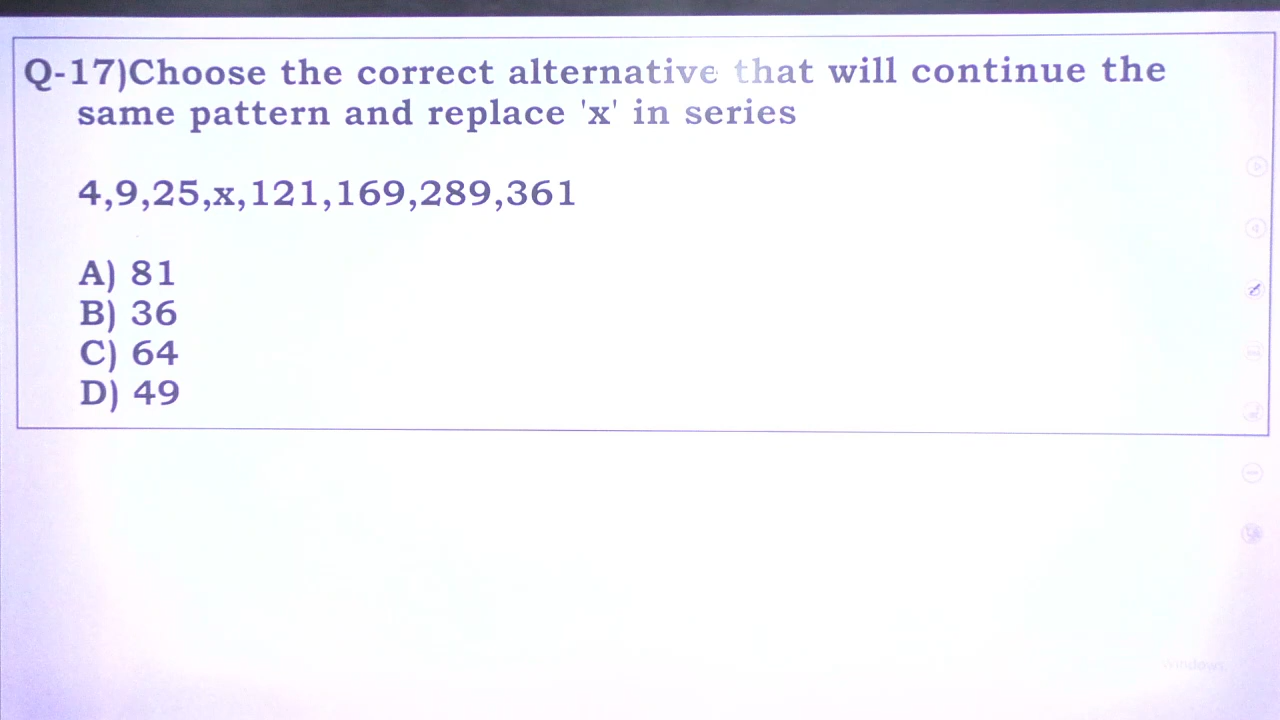 Q-17)Choose the correct alternative that will continue the
same pattern and replace 'x' in series
4,9,25,x,121,169,289,361
A) 81
B) 36
C) 64
D) 49
Windows.